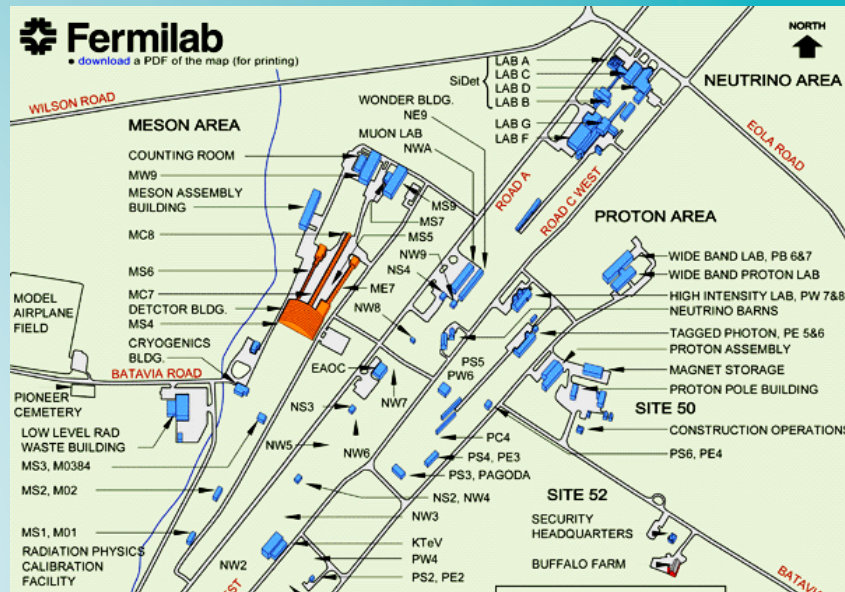 Fermilab
• download a PDF of the map (for printing)
NORTH
WILSON ROAD
MESON AREA
COUNTING ROOM
MW9
MESON ASSEMBLY
BUILDING
MC8
MS6
MC7
DETCTOR BLDG.
MS4
CRYOGENICS
BLDG.
MODEL
AIRPLANE
FIELD
BATAVIA ROAD
PIONEER
CEMETERY
LOW LEVEL RAD
WASTE BUILDING
MS3, M0384
MS2, M02
MS1, M01
RADIATION PHYSICS
CALIBRATION
FACILITY
WONDER BLDG.
NE9
MUON LAB
NWA
MS9
MS7
MS5
ME7
NW9
NS4
NW8
EAOC
NS3
NW7
NW6
NW5
NS2, NW4
NW3
KTeV
NW2
PW4
PS2, PE2
SiDet
LAB A
LAB C
LAB D
LAB B
LAB G
LAB F
NEUTRINO AREA
EOLA ROAD
ROAD A
ROAD C WEST
PROTON AREA
WIDE BAND LAB, PB 6&7
WIDE BAND PROTON LAB
HIGH INTENSITY LAB, PW 7&8
NEUTRINO BARNS
TAGGED PHOTON, PE 5&6
PROTON ASSEMBLY
MAGNET STORAGE
PROTON POLE BUILDING
SITE 50
CONSTRUCTION OPERATIONS
PS6, PE4
PS5
PW6
PC4
PS4, PE3
PS3, PAGODA
SITE 52
SECURITY
HEADQUARTERS
BUFFALO FARM